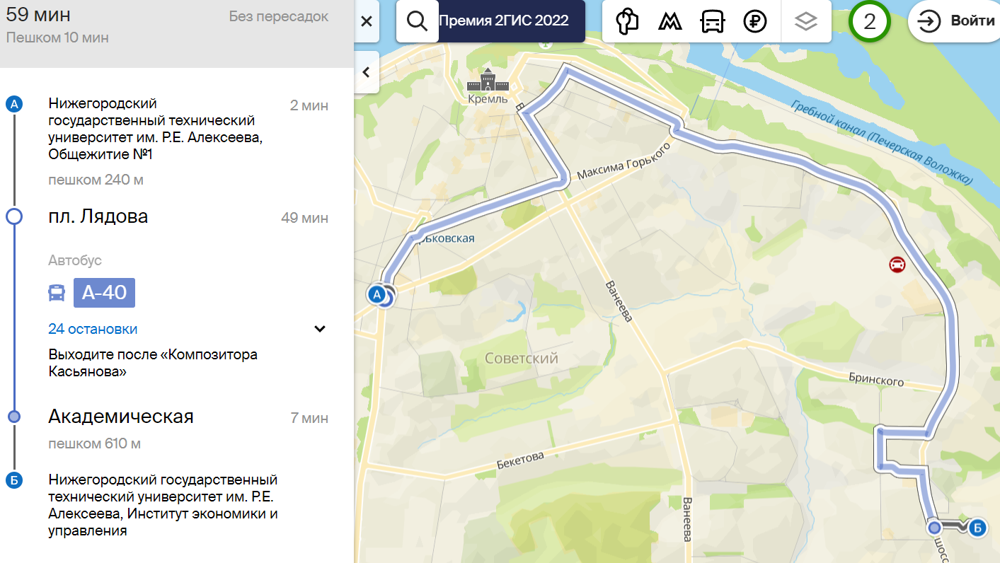 59 мин
Без пересадок
Пешком 10 мин
А
Нижегородский
2 мин
государственный технический
университет им. Р.Е. Алексеева,
Общежитие №1
пешком 240 м
пл. Лядова
49 мин
Автобус
А-40
24 остановки
Выходите после «Композитора
Касьянова»
Академическая
7 мин
пешком 610 м
Б
Нижегородский государственный
технический университет им. Р.Е.
Алексеева, Институт экономики и
управления
Премия 2ГИС 2022
2
Войти
Кремль
Гребной канал (Печерская Воложка)
Максима Горького
рьковская
А
Ванеева
Советский
Бринского
Бекетова
Ванеева
Б
шосс